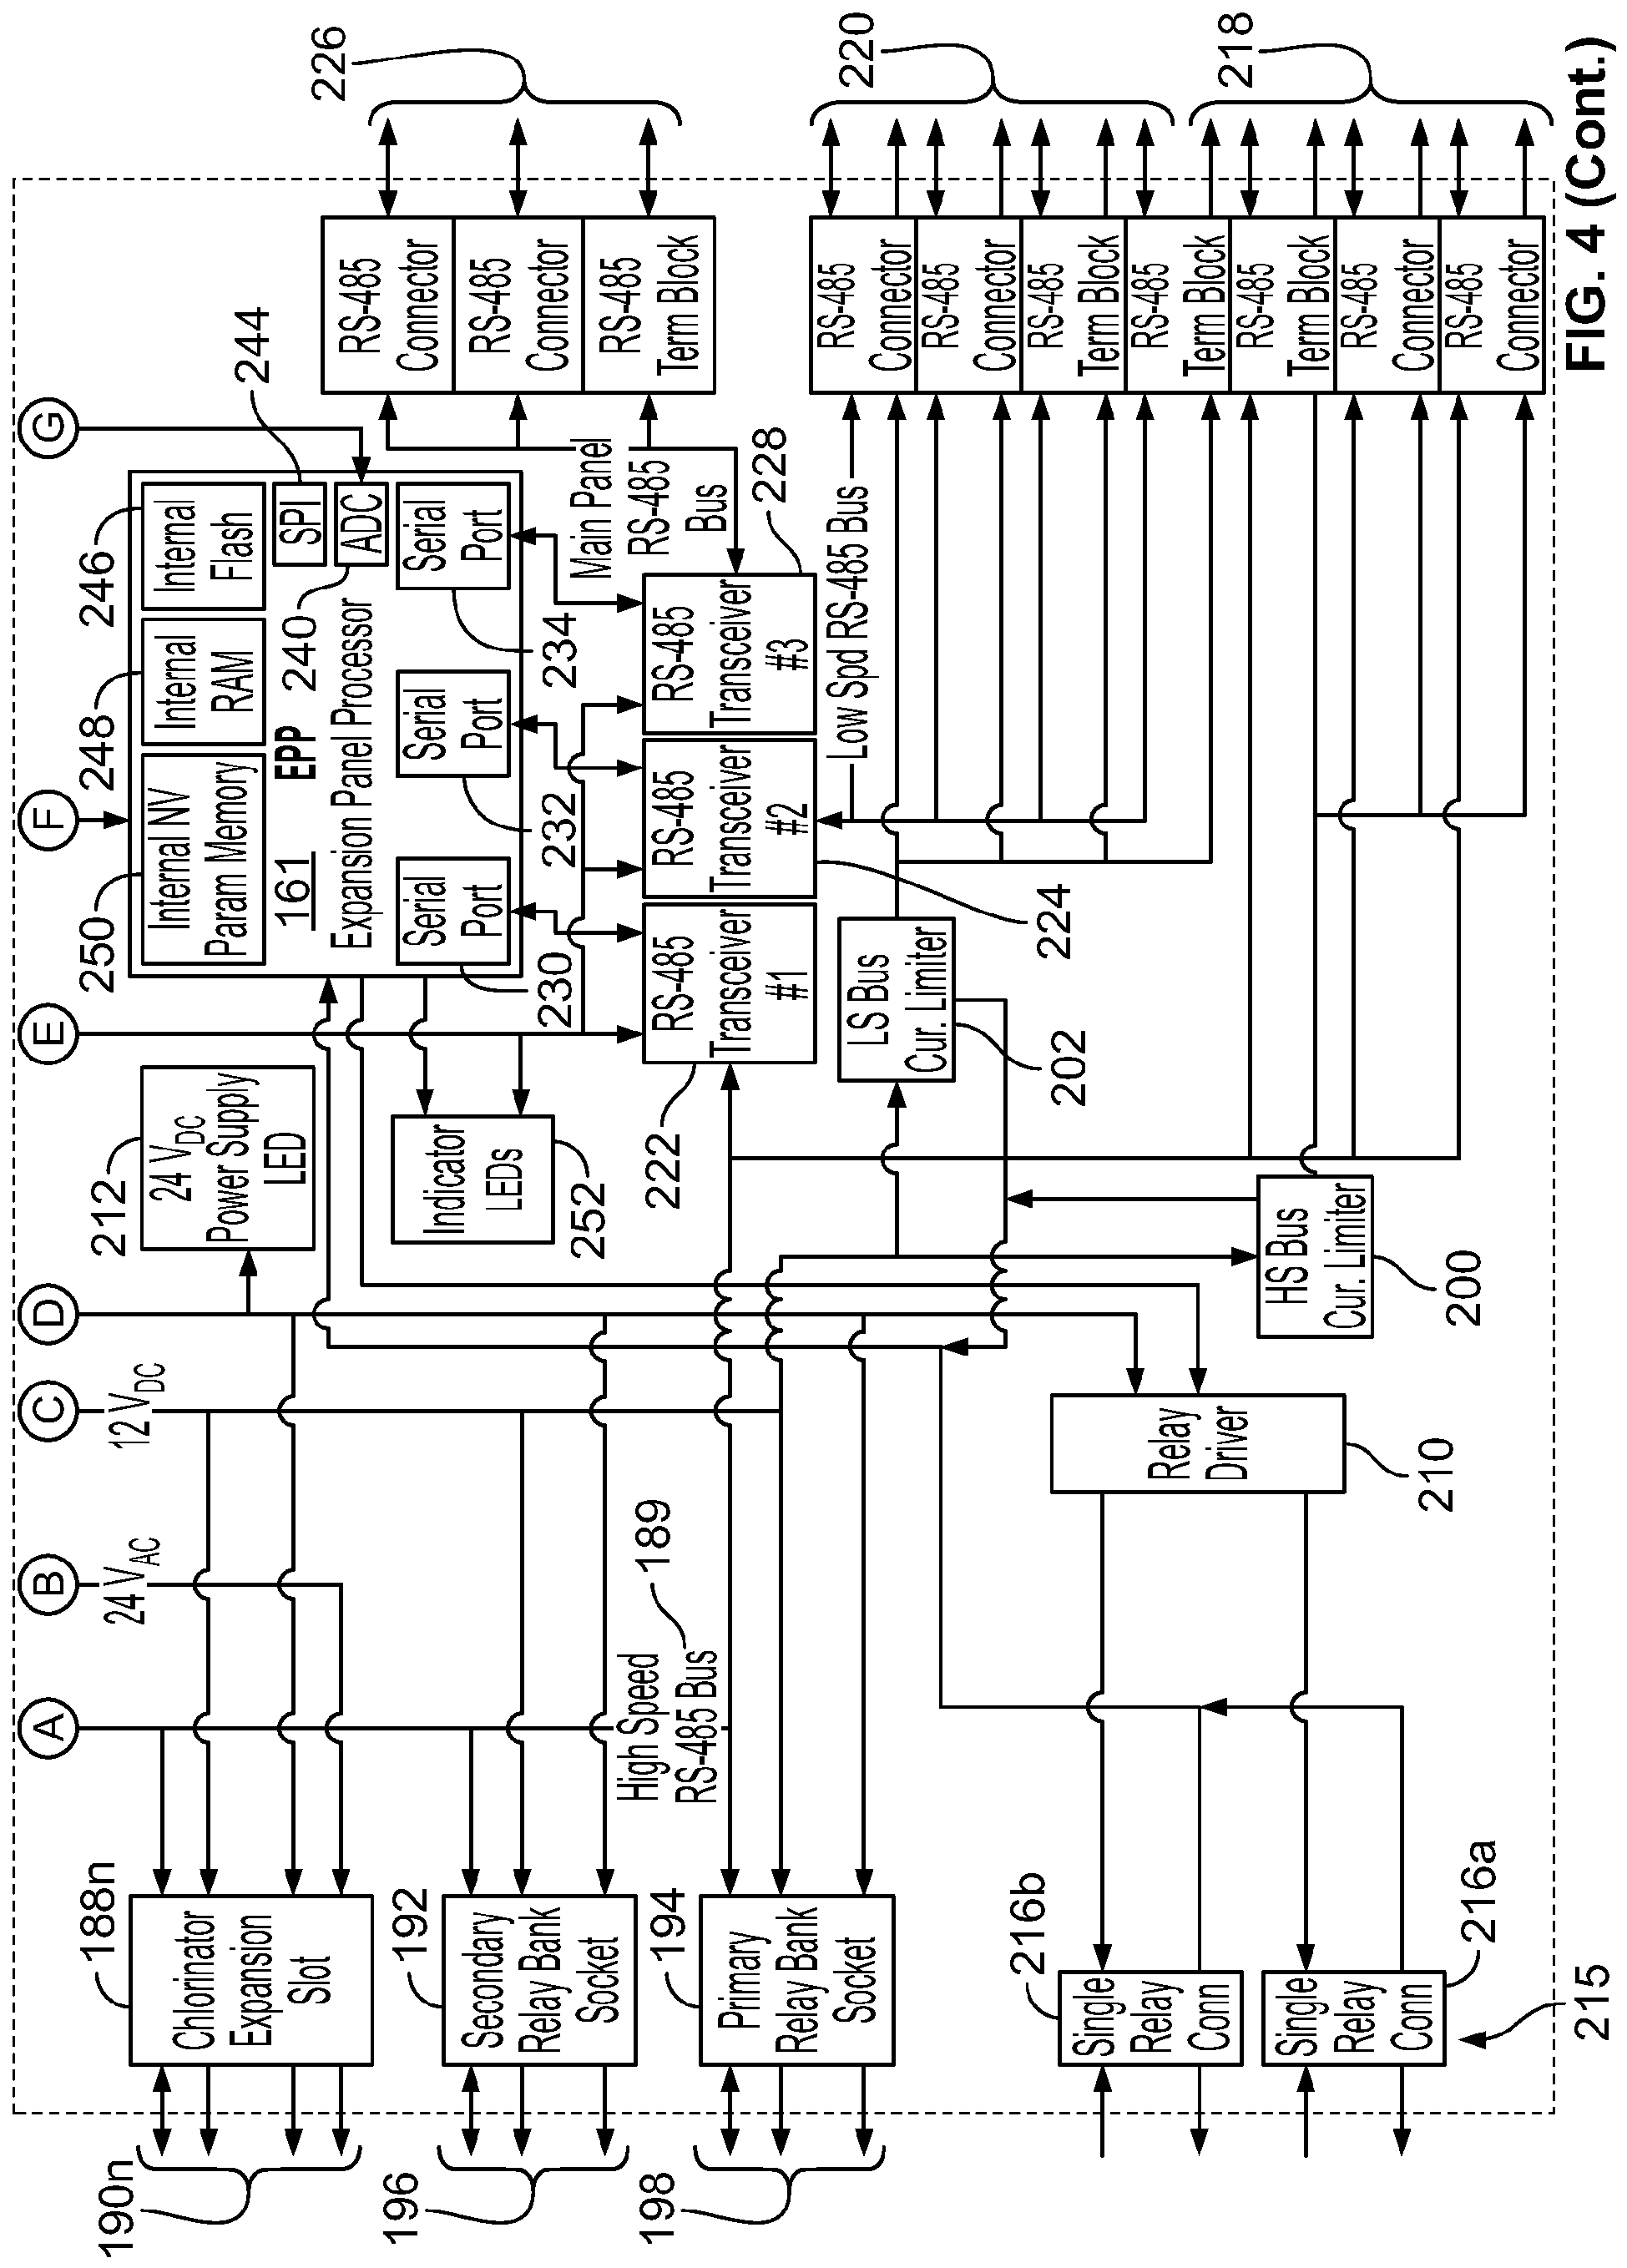 A
B
24 VAC
C
12 VDC
D
E
F
G
188n
Chlorinator
Expansion
Slot
190n
192
Secondary
Relay Bank
Socket
196
194
Primary
Relay Bank
Socket
198
High Speed
RS-485 Bus
189
212
24 VDC
Power Supply
LED
Indicator
LEDs
252
250
Internal NV
Param Memory
248
Internal
RAM
246
Internal
Flash
244
SPI
240
ADC
161
EPP
Expansion Panel Processor
Serial
Port
230
Serial
Port
232
Serial
Port
234
222
RS-485
Transceiver
#1
RS-485
Transceiver
#2
224
RS-485
Transceiver
#3
228
Main Panel
RS-485
Bus
RS-485
Connector
RS-485
Connector
RS-485
Term Block
226
Low Spd RS-485 Bus
LS Bus
Cur. Limiter
202
HS Bus
Cur. Limiter
200
Relay
Driver
210
216b
Single
Relay
Conn
216a
Single
Relay
Conn
215
RS-485
Connector
RS-485
Connector
RS-485
Term Block
RS-485
Term Block
RS-485
Term Block
RS-485
Connector
RS-485
Connector
220
218
FIG. 4 (Cont.)